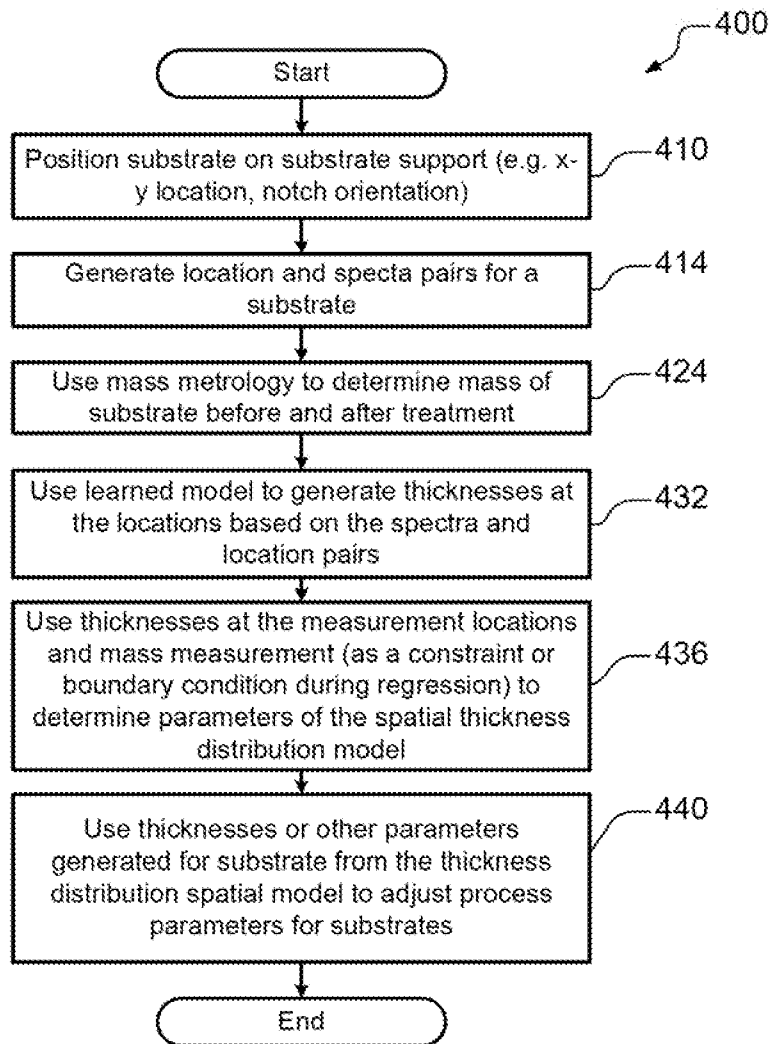 400
Start
Position substrate on substrate support (e.g. x-
y location, notch orientation)
410
Generate location and specta pairs for a
substrate
414
Use mass metrology to determine mass of
substrate before and after treatment
424
Use learned model to generate thicknesses at
the locations based on the spectra and
location pairs
432
Use thicknesses at the measurement locations
and mass measurement (as a constraint or
boundary condition during regression) to
determine parameters of the spatial thickness
distribution model
436
Use thicknesses or other parameters
generated for substrate from the thickness
distribution spatial model to adjust process
parameters for substrates
440
End